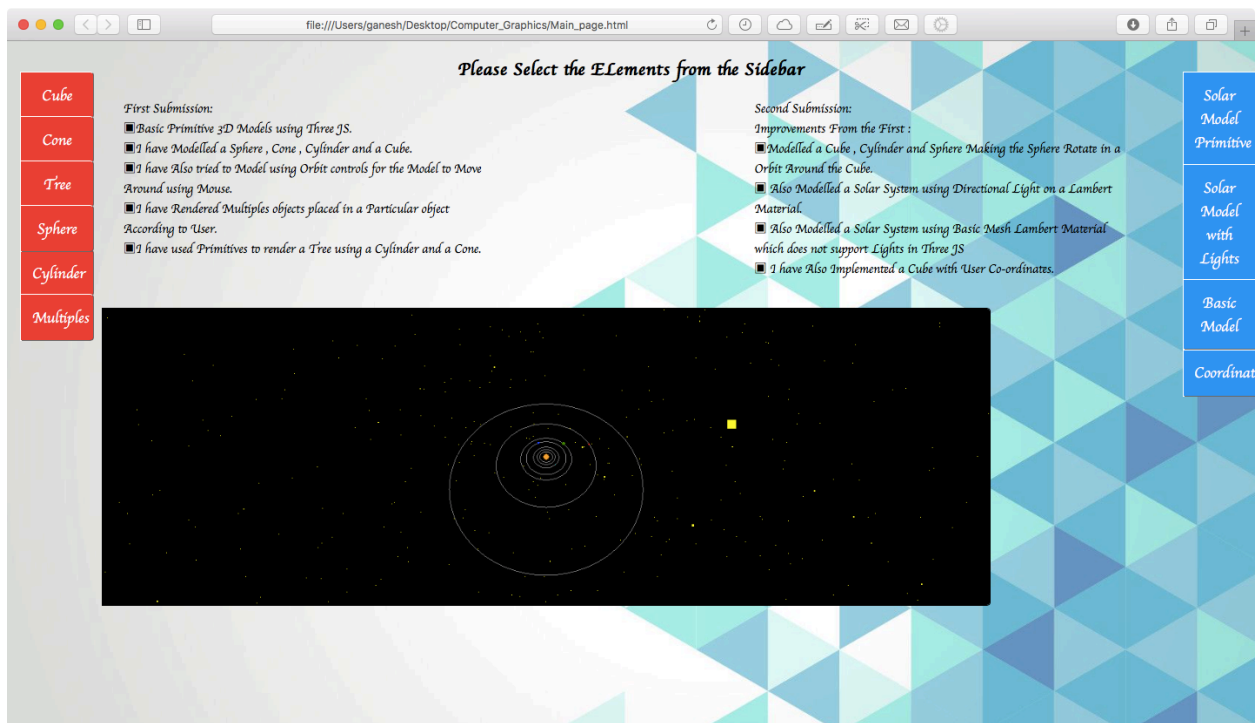 file:///Users/ganesh/Desktop/Computer_Graphics/Main_page.html
Please Select the ELements from the Sidebar
Cube
Cone
Tree
Sphere
Cylinder
Multiples
First Submission:
Basic Primitive 3D Models using Three JS.
I have Modelled a Sphere , Cone , Cylinder and a Cube.
I have Also tried to Model using Orbit controls for the Model to Move
Around using Mouse.
I have Rendered Multiples objects placed in a Particular object
According to User.
I have used Primitives to render a Tree using a Cylinder and a Cone.
Second Submission:
Improvements From the First :
Modelled a Cube , Cylinder and Sphere Making the Sphere Rotate in a
Orbit Around the Cube.
Also Modelled a Solar System using Directional Light on a Lambert
Material.
Also Modelled a Solar System using Basic Mesh Lambert Material
which does not support Lights in Three JS
I have Also Implemented a Cube with User Co-ordinates.
Solar
Model
Primitive
Solar
Model
with
Lights
Basic
Model
Coordinat